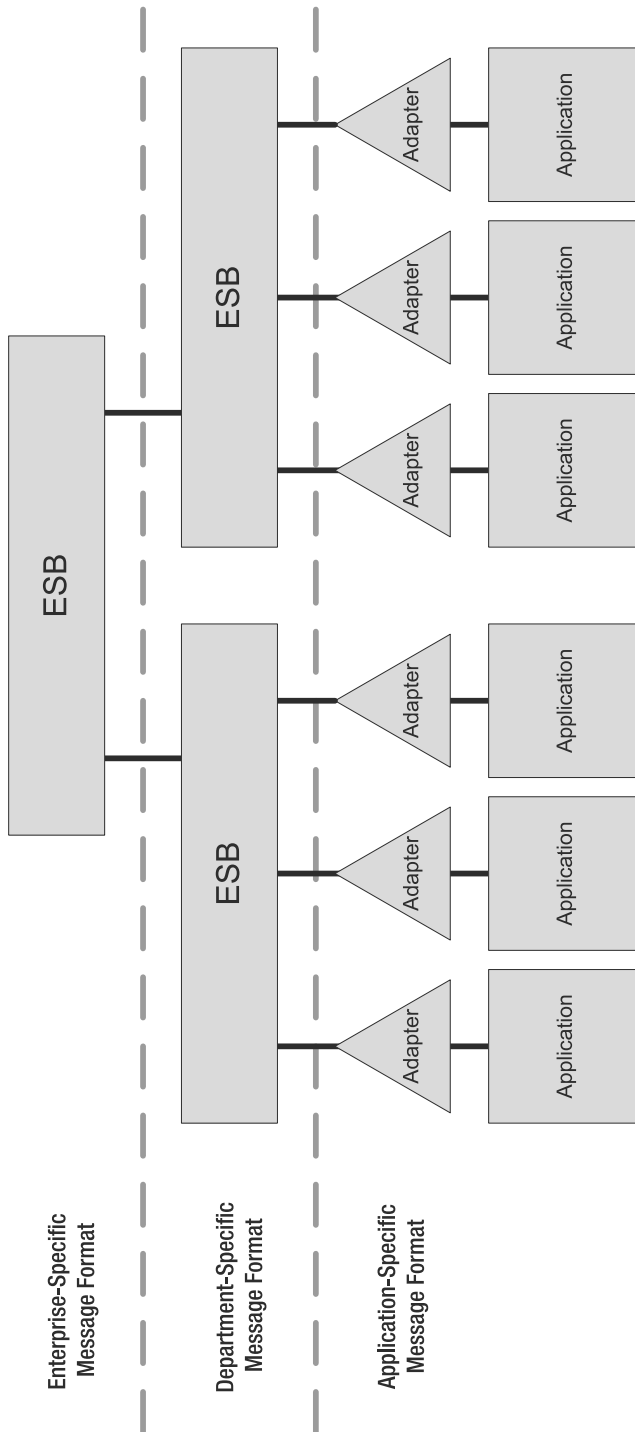 Enterprise-Specific
Message Format
ESB
Department-Specific
Message Format
ESB
ESB
Application-Specific
Message Format
Adapter
Adapter
Adapter
Adapter
Adapter
Adapter
Application
Application
Application
Application
Application
Application